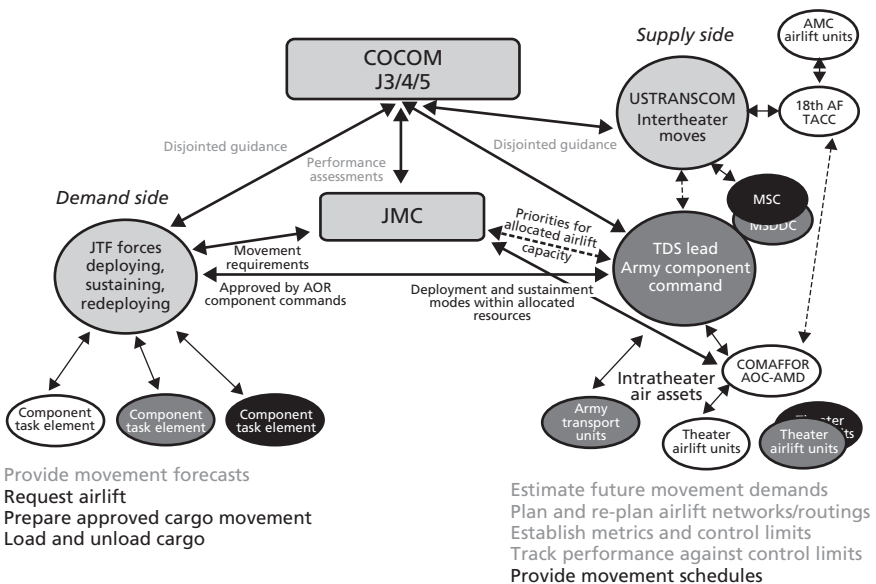 Supply side
AMC
airlift units
COCOM
J3/4/5
USTRANSCOM
Intertheater
moves
18th AF
TACC
Disjointed guidance
Disjointed guidance
Performance
assessments
MSC
Demand side
JMC
Priorities for
allocated airlift
capacity
JTF forces
deploying,
sustaining,
redeploying
Movement
requirements
TDS lead
Army component
command
Approved by AOR
component commands
Deployment and sustainment
modes within allocated
resources
COMAFFOR
AOC-AMD
Intratheater
air assets
Component
task element
Component
task element
Component
task element
Army
transport
units
Theater
airlift units
Theater
airlift units
Provide movement forecasts
Request airlift
Prepare approved cargo movement
Load and unload cargo
Estimate future movement demands
Plan and re-plan airlift networks/routings
Establish metrics and control limits
Track performance against control limits
Provide movement schedules